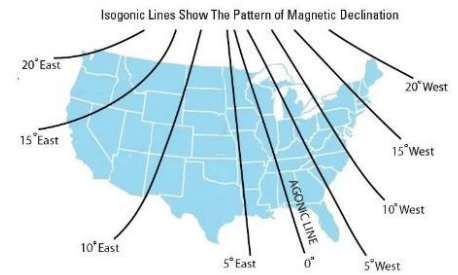 Isogonic Lines Show The Pattern of Magnetic Declination
20°East
20°West
15°East
15°West
AGONIC LINE
10°West
10°East
5°East
0°
5°West